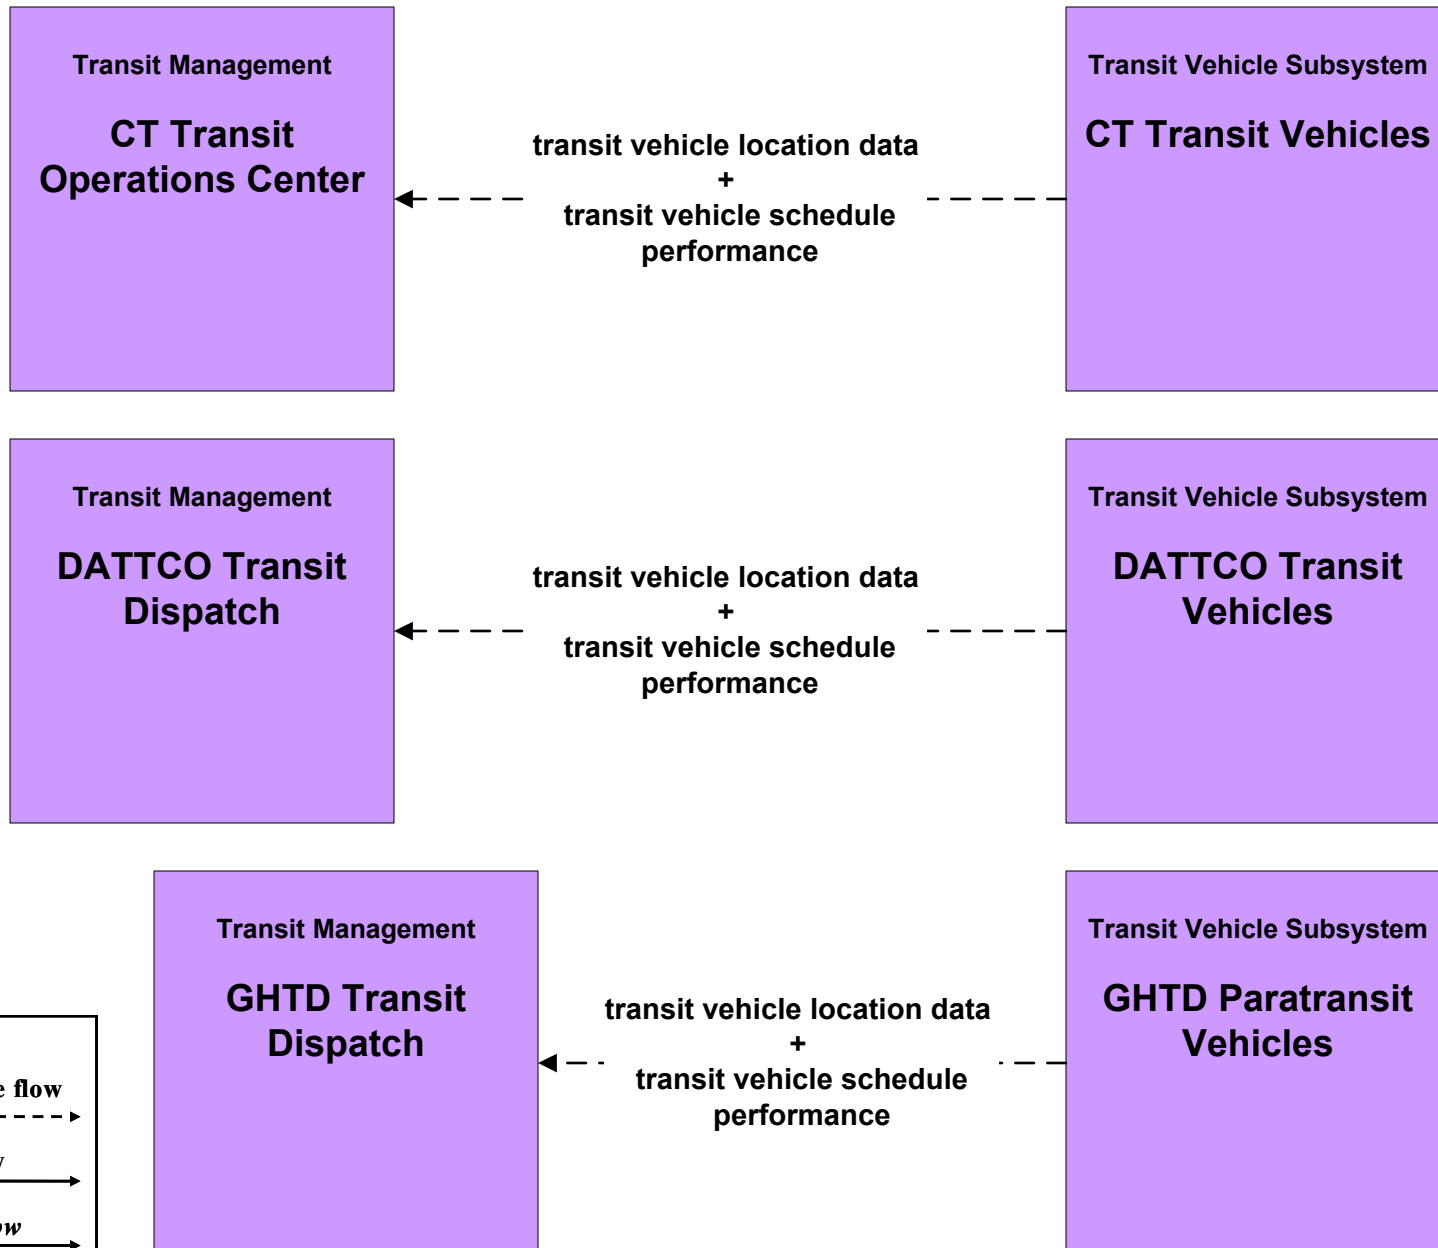 Transit Management
CT Transit
Operations Center
transit vehicle location data
+
transit vehicle schedule
performance
Transit Vehicle Subsystem
CT Transit Vehicles
Transit Management
DATTCO Transit
Dispatch
transit vehicle location data
+
transit vehicle schedule
performance
Transit Vehicle Subsystem
DATTCO Transit
Vehicles
Transit Management
GHTD Transit
Dispatch
transit vehicle location data
+
transit vehicle schedule
performance
Transit Vehicle Subsystem
GHTD Paratransit
Vehicles
flow